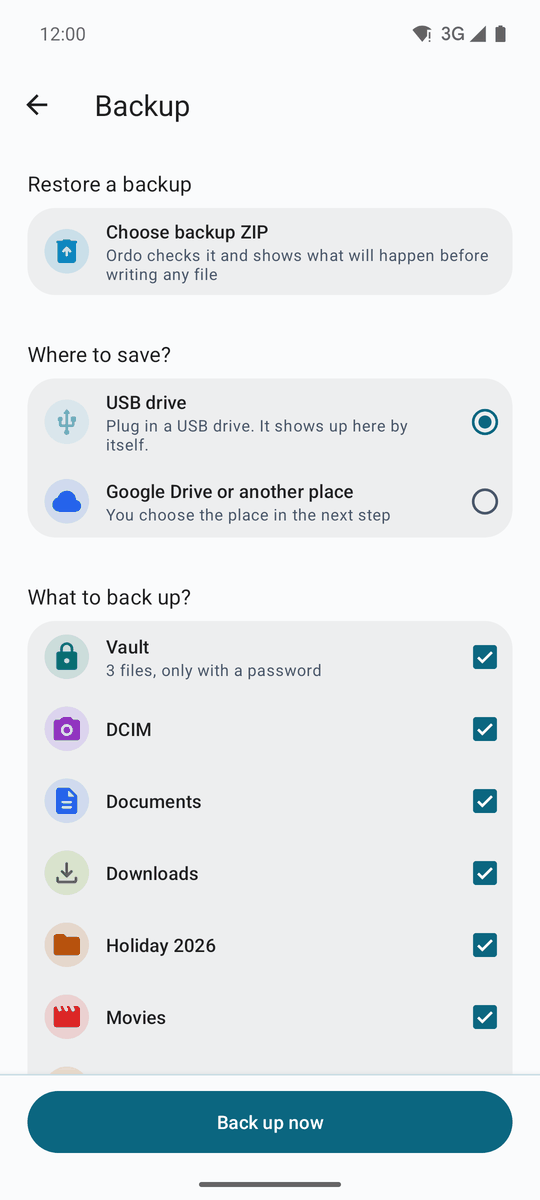 12:00
3G
Backup
Restore a backup
Choose backup ZIP
Ordo checks it and shows what will happen before
writing any file
Where to save?
USB drive
Plug in a USB drive. It shows up here by
itself.
Google Drive or another place
You choose the place in the next step
What to back up?
Vault
3 files, only with a password
DCIM
Documents
Downloads
Holiday 2026
Movies
Back up now